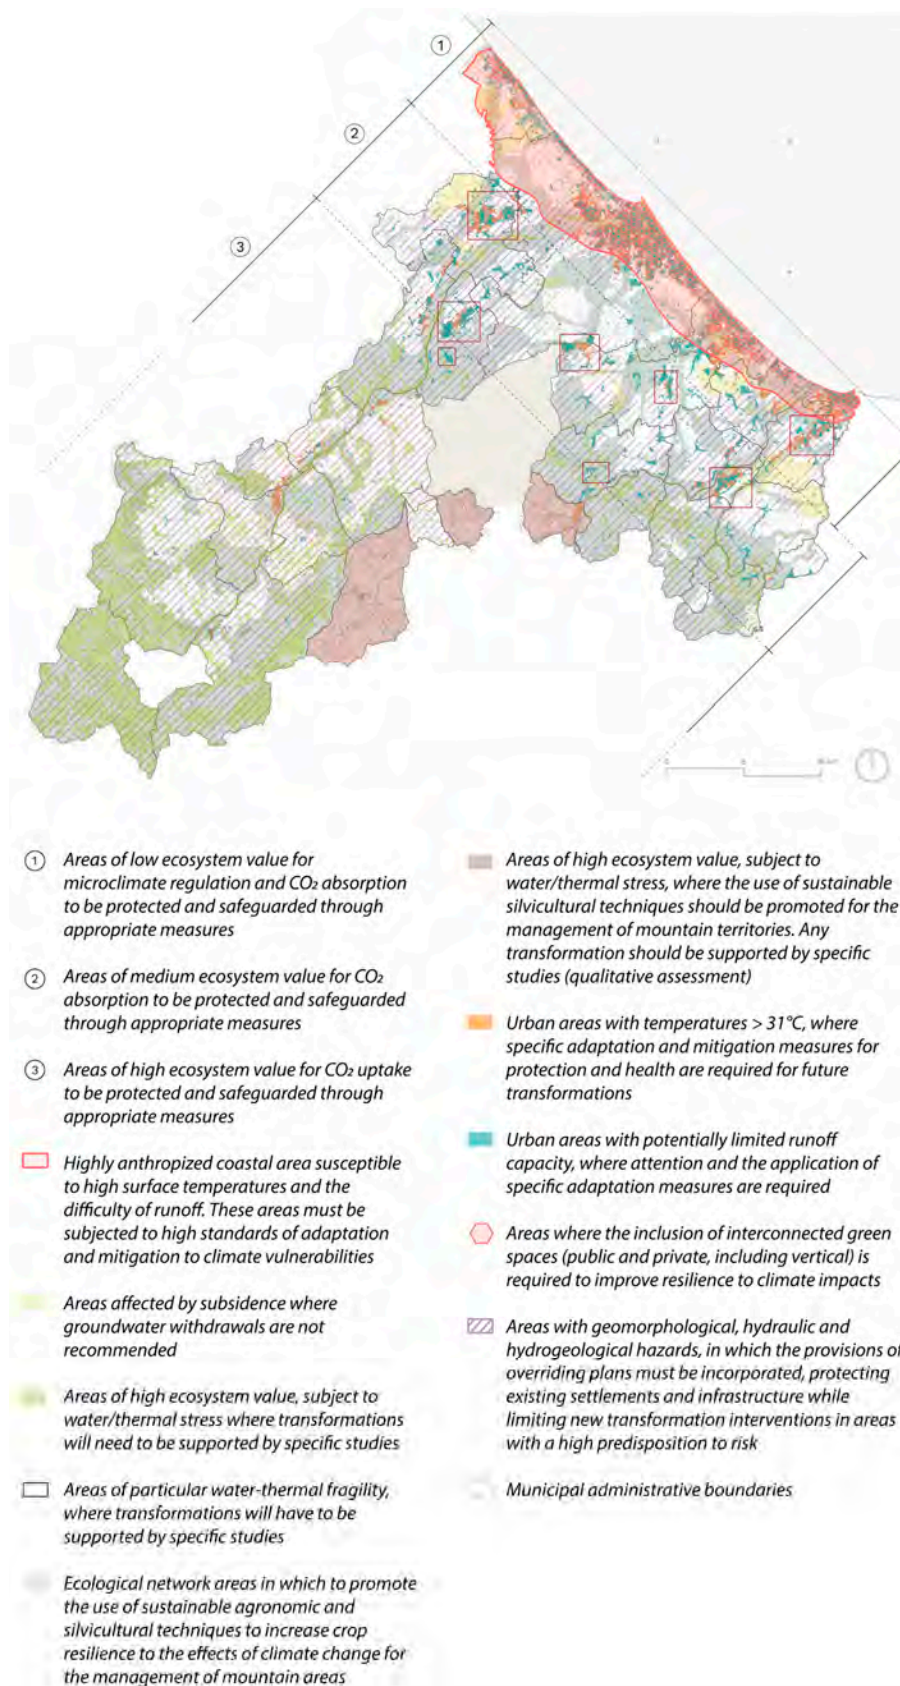 1
2
3
0
1 Areas of low ecosystem value for
microclimate regulation and CO₂ absorption
to be protected and safeguarded through
appropriate measures
2 Areas of medium ecosystem value for CO₂
absorption to be protected and safeguarded
through appropriate measures
3 Areas of high ecosystem value for CO₂ uptake
to be protected and safeguarded through
appropriate measures
Highly anthropized coastal area susceptible
to high surface temperatures and the
difficulty of runoff. These areas must be
subjected to high standards of adaptation
and mitigation to climate vulnerabilities
Areas affected by subsidence where
groundwater withdrawals are not
recommended
Areas of high ecosystem value, subject to
water/thermal stress where transformations
will need to be supported by specific studies
Areas of particular water-thermal fragility,
where transformations will have to be
supported by specific studies
Ecological network areas in which to promote
the use of sustainable agronomic and
silvicultural techniques to increase crop
resilience to the effects of climate change for
the management of mountain areas
Areas of high ecosystem value, subject to
water/thermal stress, where the use of sustainable
silvicultural techniques should be promoted for the
management of mountain territories. Any
transformation should be supported by specific
studies (qualitative assessment)
Urban areas with temperatures > 31°C, where
specific adaptation and mitigation measures for
protection and health are required for future
transformations
Urban areas with potentially limited runoff
capacity, where attention and the application of
specific adaptation measures are required
Areas where the inclusion of interconnected green
spaces (public and private, including vertical) is
required to improve resilience to climate impacts
Areas with geomorphological, hydraulic and
hydrogeological hazards, in which the provisions of
overriding plans must be incorporated, protecting
existing settlements and infrastructure while
limiting new transformation interventions in areas
with a high predisposition to risk
Municipal administrative boundaries